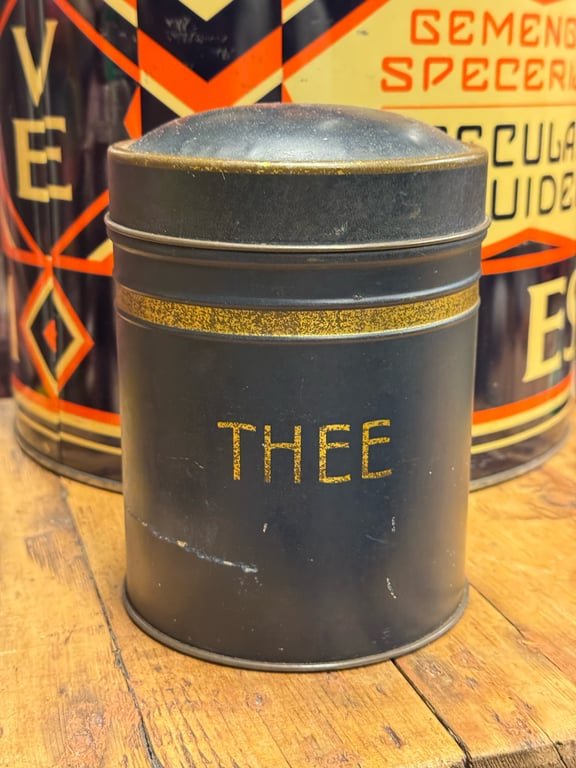 V
E
GEMENG
SPECERI
SCULA
UIDE
ES
THEE